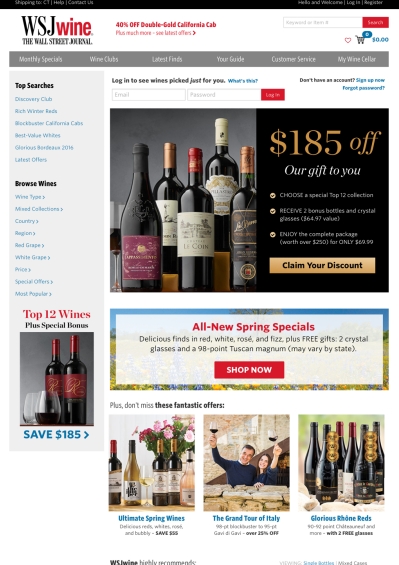 Shipping to: CT | Help | Contact Us
Hello and Welcome | Log In | Register
WSJwine
THE WALL STREET JOURNAL
40% OFF Double-Gold California Cab
Plus much more - see latest offers >
Keyword or Item #
Search
0
My Cart
$0.00
Monthly Specials
Wine Clubs
Latest Finds
Your Guide
Customer Service
My Wine Cellar
Top Searches
Discovery Club
Rich Winter Reds
Blockbuster California Cabs
Best-Value Whites
Glorious Bordeaux 2016
Latest Offers
Browse Wines
Wine Type >
Mixed Collections >
Country >
Region >
Red Grape >
White Grape >
Price >
Special Offers >
Most Popular >
Top 12 Wines
Plus Special Bonus
SAVE $185 >
Log in to see wines picked just for you. What's this?
Don't have an account? Sign up now
Forgot password?
Email
Password
Log In
$185 off
Our gift to you
CHOOSE a special Top 12 collection
RECEIVE 2 bonus bottles and crystal
glasses ($64.97 value)
ENJOY the complete package
(worth over $250) for ONLY $69.99
Claim Your Discount
LE COIN
All-New Spring Specials
Delicious finds in red, white, rosé, and fizz, plus FREE gifts: 2 crystal
glasses and a 98-point Tuscan magnum (may vary by state).
SHOP NOW
Plus, don't miss these fantastic offers:
Ultimate Spring Wines
Delicious reds, whites, rosé,
and bubbly – SAVE $$$
The Grand Tour of Italy
98-pt blockbuster to 95-pt
Gavi di Gavi - over 25% OFF
Glorious Rhône Reds
90-92 point Châteauneuf and
more – with 2 FREE glasses
WSJwine highly recommends:
VIEWING: Single Bottles | Mixed Cases